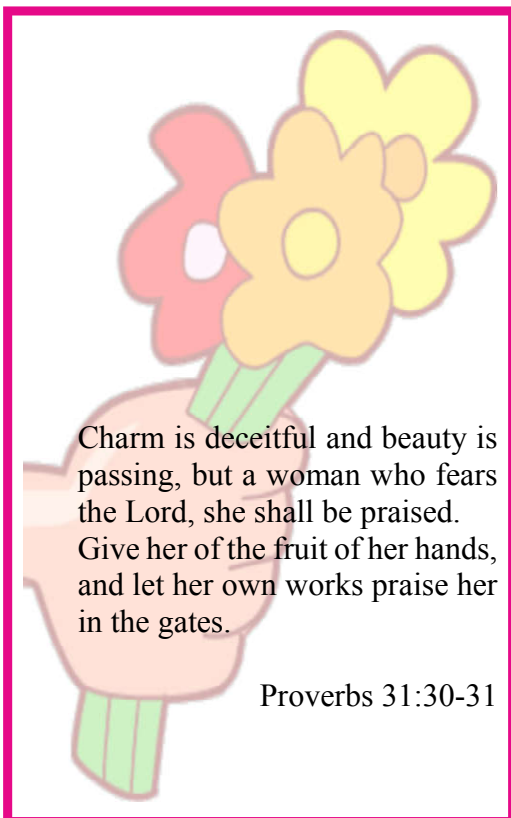 Charm is deceitful and beauty is
passing, but a woman who fears
the Lord, she shall be praised.
Give her of the fruit of her hands,
and let her own works praise her
in the gates.
Proverbs 31:30-31